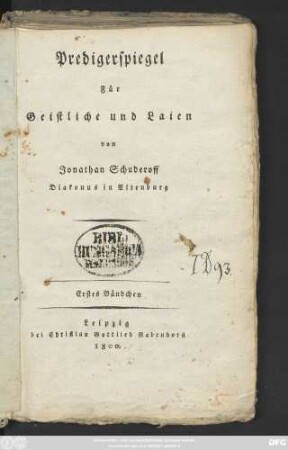 Predigerspiegel
Für
Geistliche und Laien
von
Jonathan Schuderoff
Diakonus in Altenburg
BIBL
Erstes Bändchen
Leipzig
bei Christian Gottlieb Rabenhorst
1800.